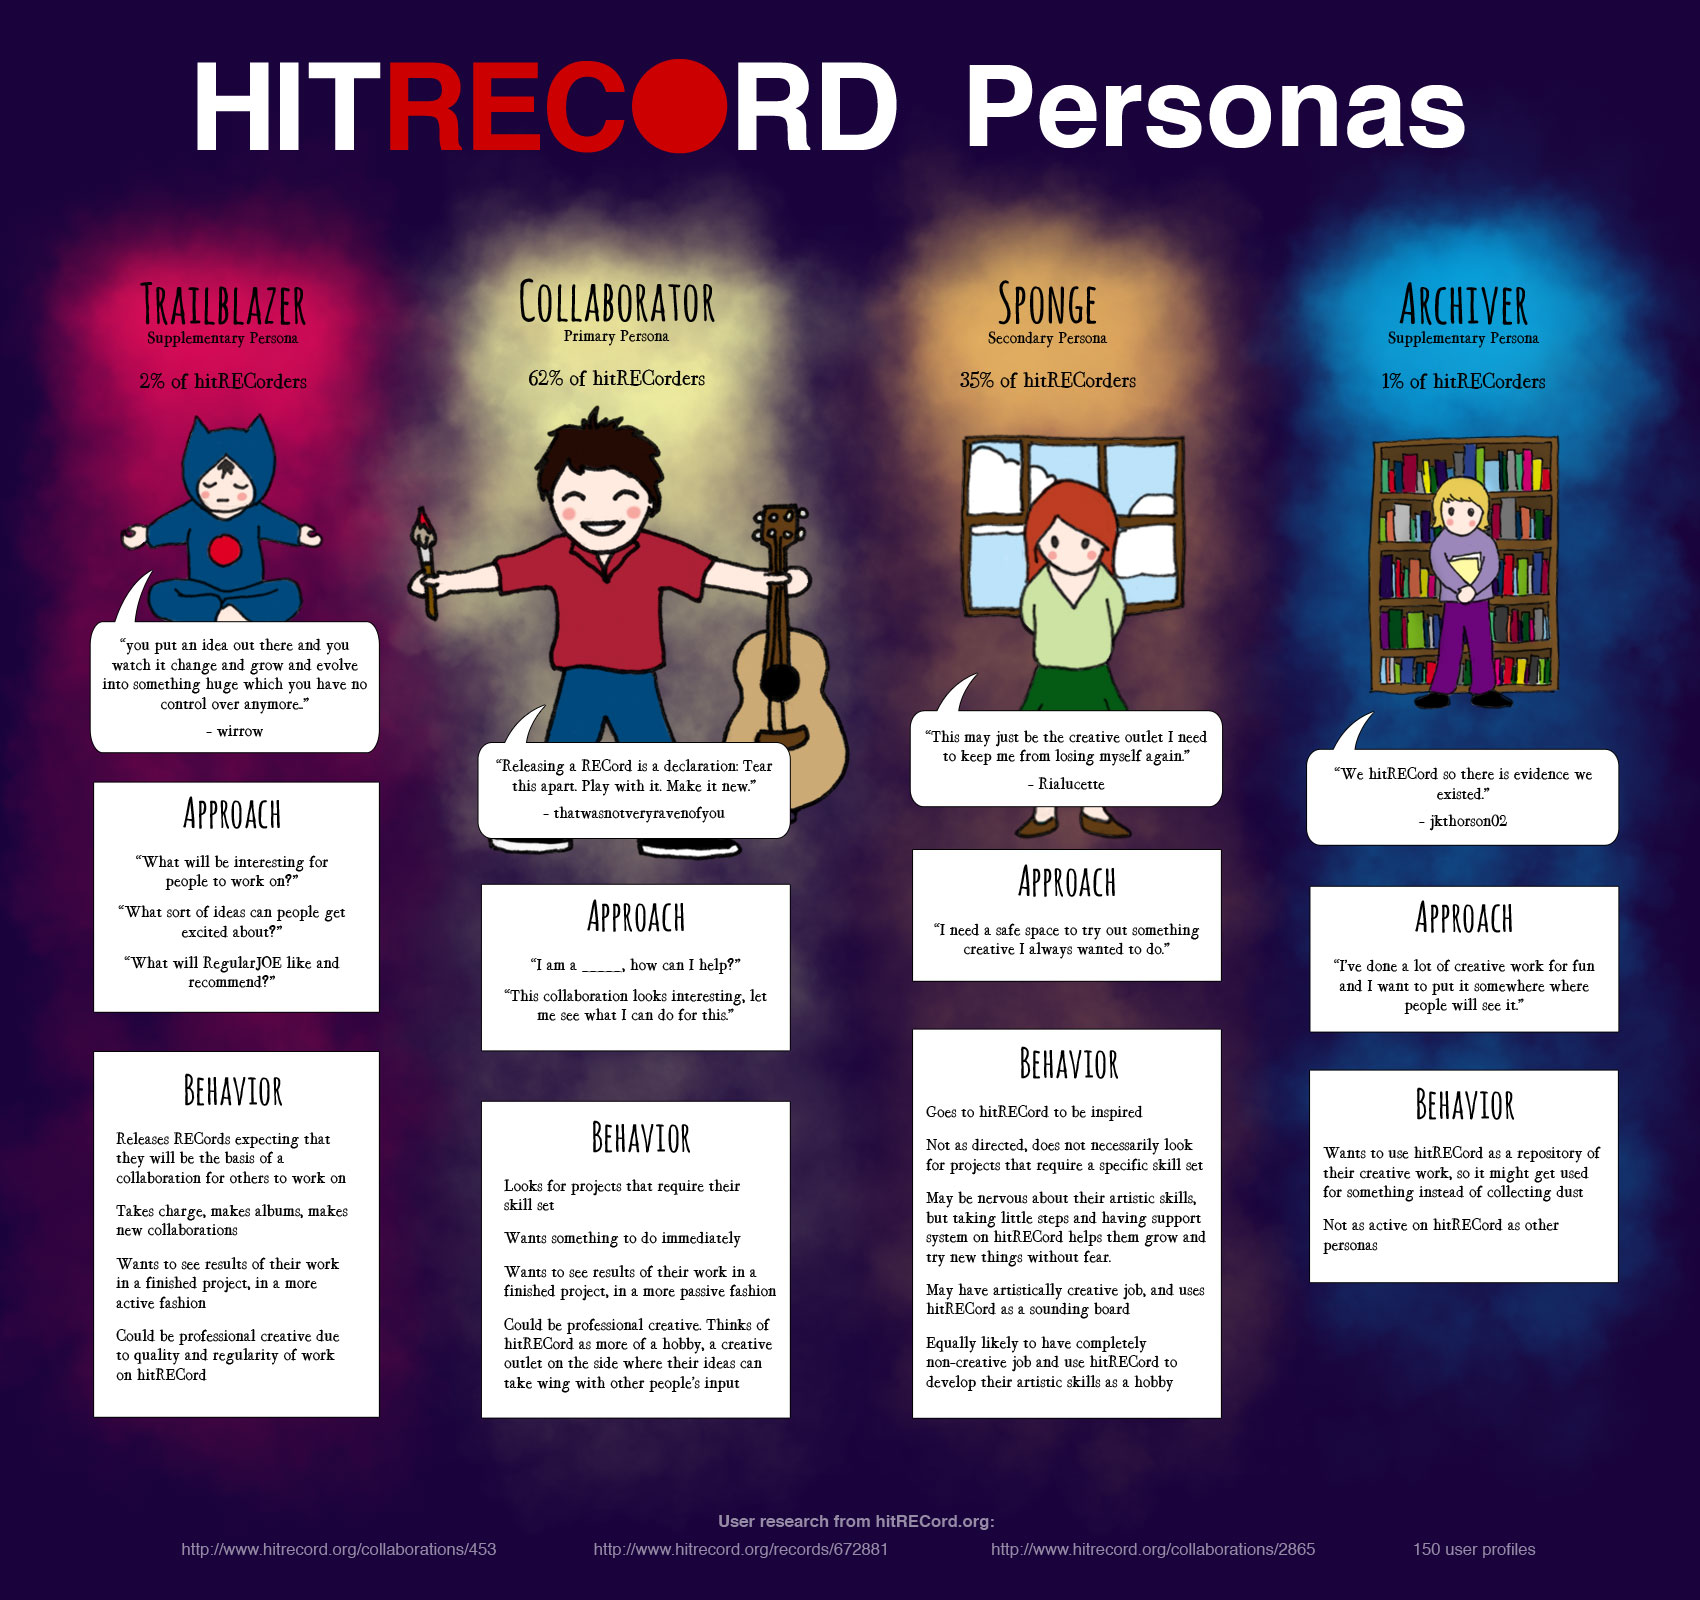 HITRECORD Personas
TRAILBLAZER
Supplementary Persona
2% of hitRECorders
“you put an idea out there and you
watch it change and grow and evolve
into something huge which you have no
control over anymore..”
- wirrow
APPROACH
“What will be interesting for
people to work on?”
“What sort of ideas can people get
excited about?”
“What will RegularJOE like and
recommend?”
BEHAVIOR
Releases RECords expecting that
they will be the basis of a
collaboration for others to work on
Takes charge, makes albums, makes
new collaborations
Wants to see results of their work
in a finished project, in a more
active fashion
Could be professional creative due
to quality and regularity of work
on hitRECord
COLLABORATOR
Primary Persona
62% of hitRECorders
“Releasing a RECord is a declaration: Tear
this apart. Play with it. Make it new.”
- thatwasnotveryravenofyou
APPROACH
“I am a _____, how can I help?”
“This collaboration looks interesting, let
me see what I can do for this.”
BEHAVIOR
Looks for projects that require their
skill set
Wants something to do immediately
Wants to see results of their work in a
finished project, in a more passive fashion
Could be professional creative. Thinks of
hitRECord as more of a hobby, a creative
outlet on the side where their ideas can
take wing with other people's input
SPONGE
Secondary Persona
35% of hitRECorders
“This may just be the creative outlet I need
to keep me from losing myself again.”
- Rialucette
APPROACH
“I need a safe space to try out something
creative I always wanted to do.”
BEHAVIOR
Goes to hitRECord to be inspired
Not as directed, does not necessarily look
for projects that require a specific skill set
May be nervous about their artistic skills,
but taking little steps and having support
system on hitRECord helps them grow and
try new things without fear.
May have artistically creative job, and uses
hitRECord as a sounding board
Equally likely to have completely
non-creative job and use hitRECord to
develop their artistic skills as a hobby
ARCHIVER
Supplementary Persona
1% of hitRECorders
“We hitRECord so there is evidence we
existed.”
- jkthorson02
APPROACH
“I've done a lot of creative work for fun
and I want to put it somewhere where
people will see it.”
BEHAVIOR
Wants to use hitRECord as a repository of
their creative work, so it might get used
for something instead of collecting dust
Not as active on hitRECord as other
personas
User research from hitRECord.org:
http://www.hitrecord.org/collaborations/453
http://www.hitrecord.org/records/672881
http://www.hitrecord.org/collaborations/2865
150 user profiles